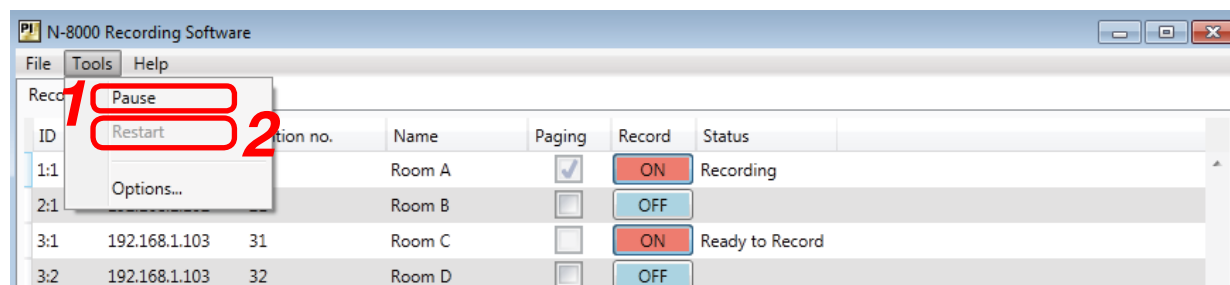 PJ N-8000 Recording Software
File Tools Help
Reco
1 Pause
2 Restart
Options...
ID tion no. Name Paging Record Status
1:1 Room A ON Recording
2:1 Room B OFF
3:1 192.168.1.103 31 Room C ON Ready to Record
3:2 192.168.1.103 32 Room D OFF